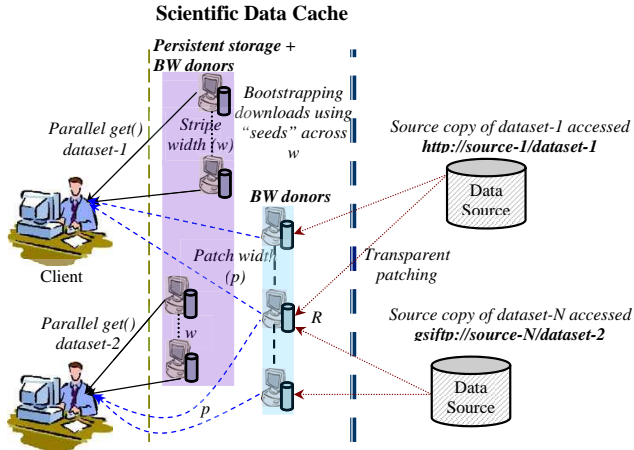 Scientific Data Cache
Persistent storage +
BW donors
Bootstrapping
downloads using
"seeds" across
w
Parallel get()
dataset-1
Stripe
width (w)
Source copy of dataset-1 accessed
http://source-1/dataset-1
Data
Source
BW donors
Client
Patch width
(p)
Transparent
patching
R
Parallel get()
dataset-2
w
p
Source copy of dataset-N accessed
gsiftp://source-N/dataset-2
Data
Source